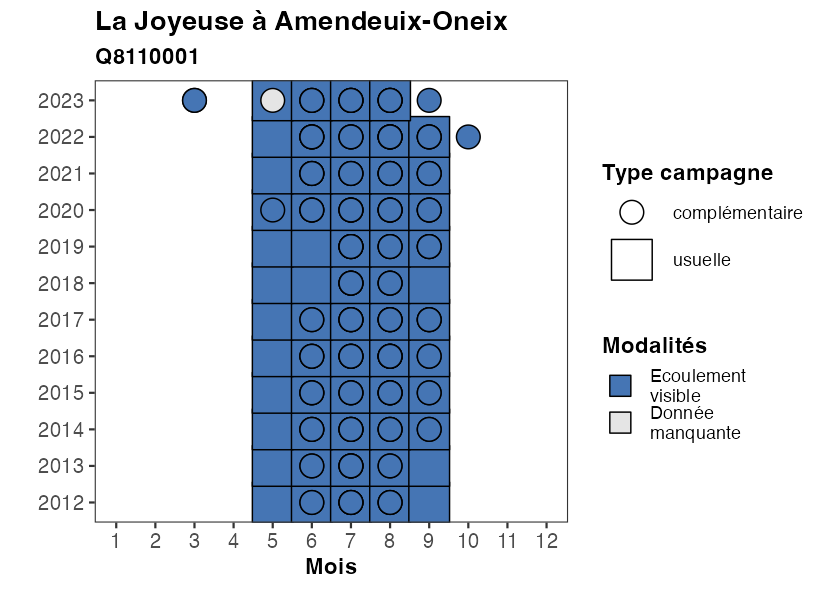 La Joyeuse à Amendeuix-Oneix
Q8110001
2023
2022
2021
2020
2019
2018
2017
2016
2015
2014
2013
2012
1 2 3 4 5 6 7 8 9 10 11 12
Mois
Type campagne
complémentaire
usuelle
Modalités
Ecoulement
visible
Donnée
manquante